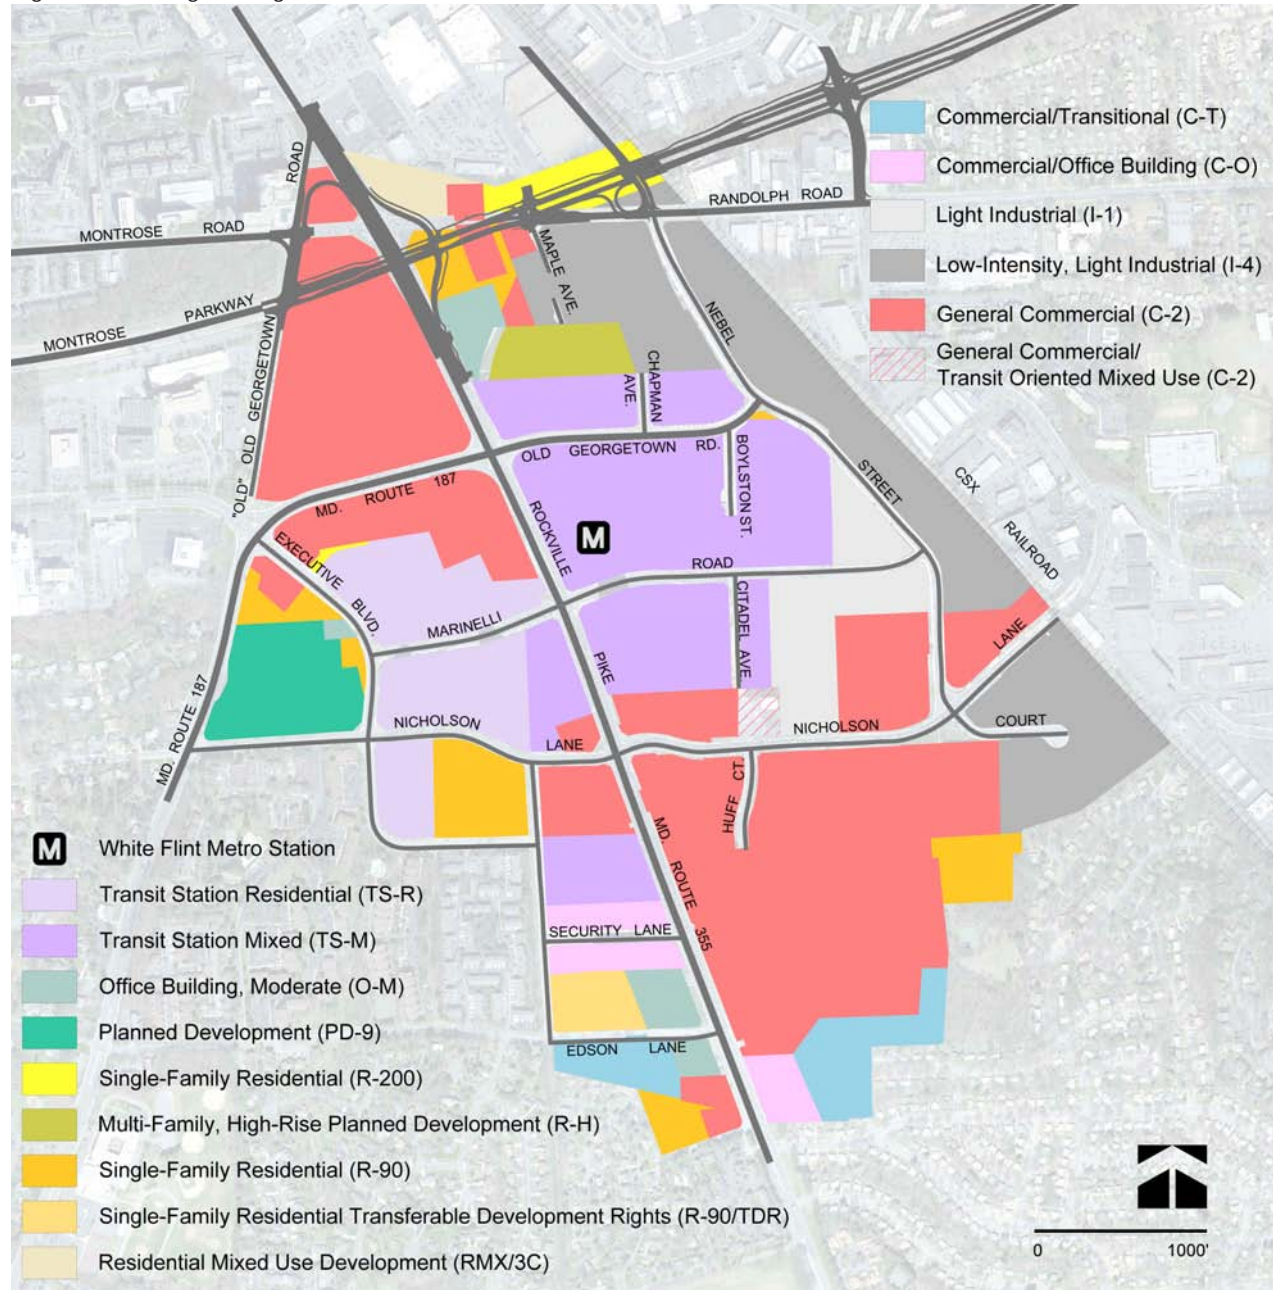 Commercial/Transitional (C-T)
Commercial/Office Building (C-O)
Light Industrial (I-1)
Low-Intensity, Light Industrial (I-4)
General Commercial (C-2)
General Commercial/
Transit Oriented Mixed Use (C-2)
ROAD
MONTROSE ROAD
RANDOLPH ROAD
MONTROSE PARKWAY
MAPLE AVE.
NEBEL
STREET
"OLD" OLD GEORGETOWN
CHAPMAN
AVE.
OLD GEORGETOWN RD.
BOYLSTON ST.
MD. ROUTE 187
ROCKVILLE
PIKE
M
CSX RAILROAD
EXECUTIVE BLVD.
MARINELLI
ROAD
CITADEL AVE.
LANE
MD. ROUTE 187
NICHOLSON
LANE
NICHOLSON
COURT
HUFF CT.
MD. ROUTE 355
SECURITY LANE
EDSON LANE
M
White Flint Metro Station
Transit Station Residential (TS-R)
Transit Station Mixed (TS-M)
Office Building, Moderate (O-M)
Planned Development (PD-9)
Single-Family Residential (R-200)
Multi-Family, High-Rise Planned Development (R-H)
Single-Family Residential (R-90)
Single-Family Residential Transferable Development Rights (R-90/TDR)
Residential Mixed Use Development (RMX/3C)
0 1000'